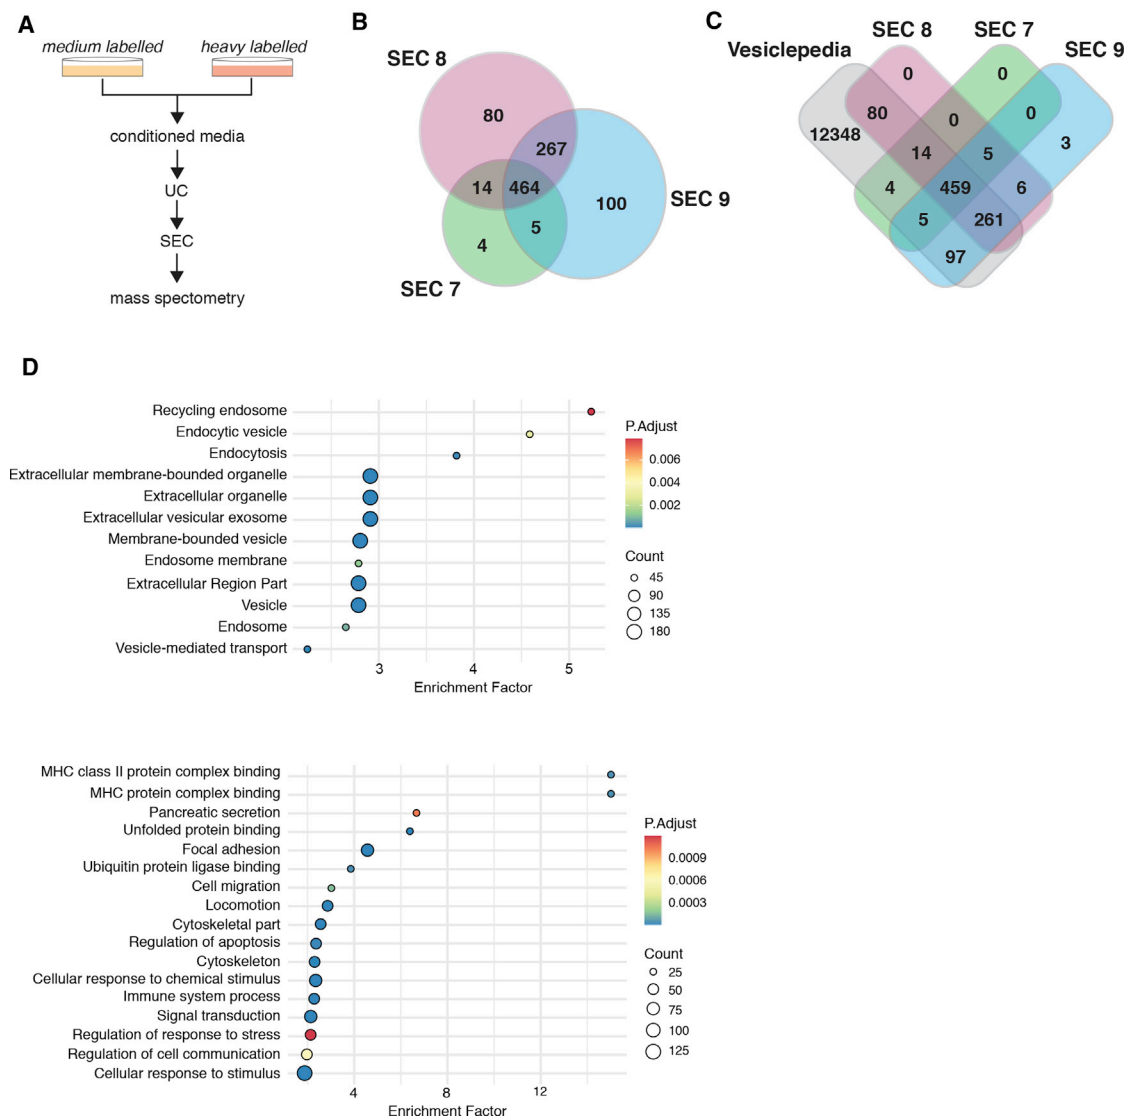 A
medium labelled
heavy labelled
conditioned media
UC
SEC
mass spectometry
B
SEC 8
80
267
14
464
100
SEC 9
5
4
SEC 7
C
SEC 8
SEC 7
Vesiclepedia
SEC 9
0
0
80
0
0
12348
3
14
5
4
459
6
5
261
97
D
Recycling endosome
Endocytic vesicle
Endocytosis
Extracellular membrane-bounded organelle
Extracellular organelle
Extracellular vesicular exosome
Membrane-bounded vesicle
Endosome membrane
Extracellular Region Part
Vesicle
Endosome
Vesicle-mediated transport
3 4 5
Enrichment Factor
P.Adjust
0.006
0.004
0.002
Count
45
90
135
180
MHC class II protein complex binding
MHC protein complex binding
Pancreatic secretion
Unfolded protein binding
Focal adhesion
Ubiquitin protein ligase binding
Cell migration
Locomotion
Cytoskeletal part
Regulation of apoptosis
Cytoskeleton
Cellular response to chemical stimulus
Immune system process
Signal transduction
Regulation of response to stress
Regulation of cell communication
Cellular response to stimulus
4 8 12
Enrichment Factor
P.Adjust
0.0009
0.0006
0.0003
Count
25
50
75
100
125